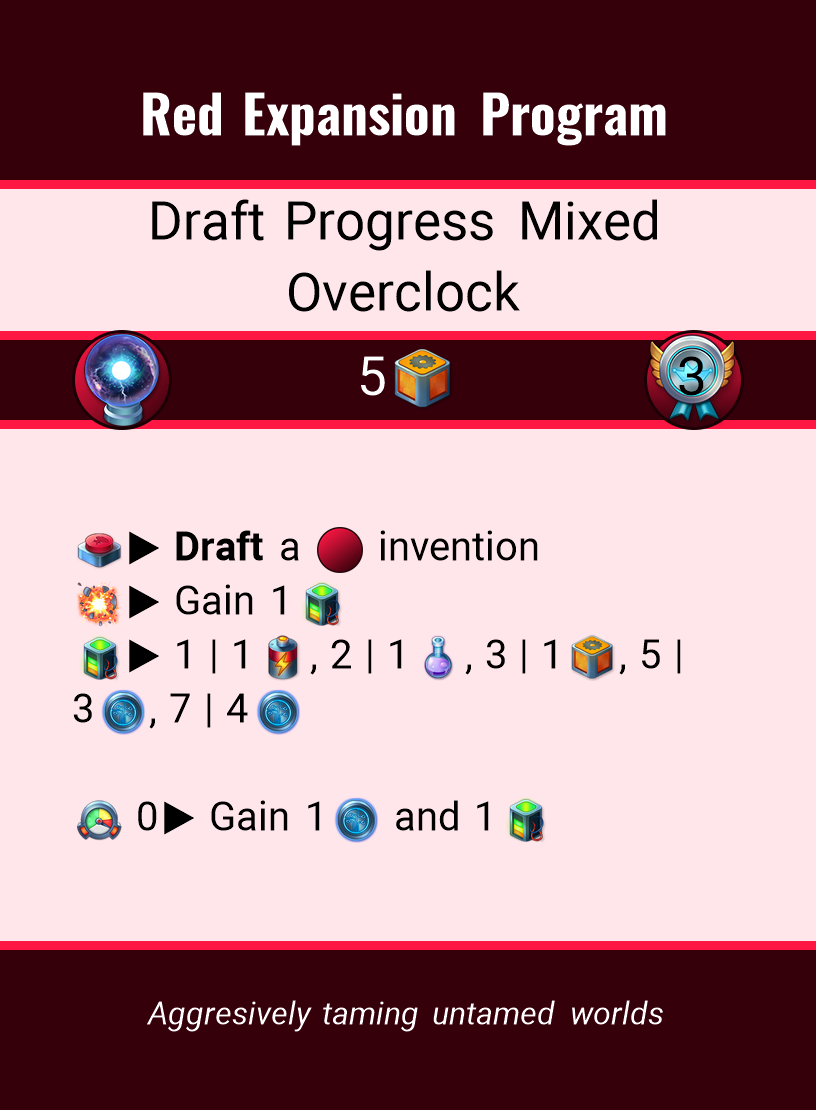 Red Expansion Program
Draft Progress Mixed
Overclock
5
3
▶ Draft a invention
▶ Gain 1
▶ 1 | 1 , 2 | 1 , 3 | 1 , 5 |
3 , 7 | 4
0▶ Gain 1 and 1
Aggresively taming untamed worlds